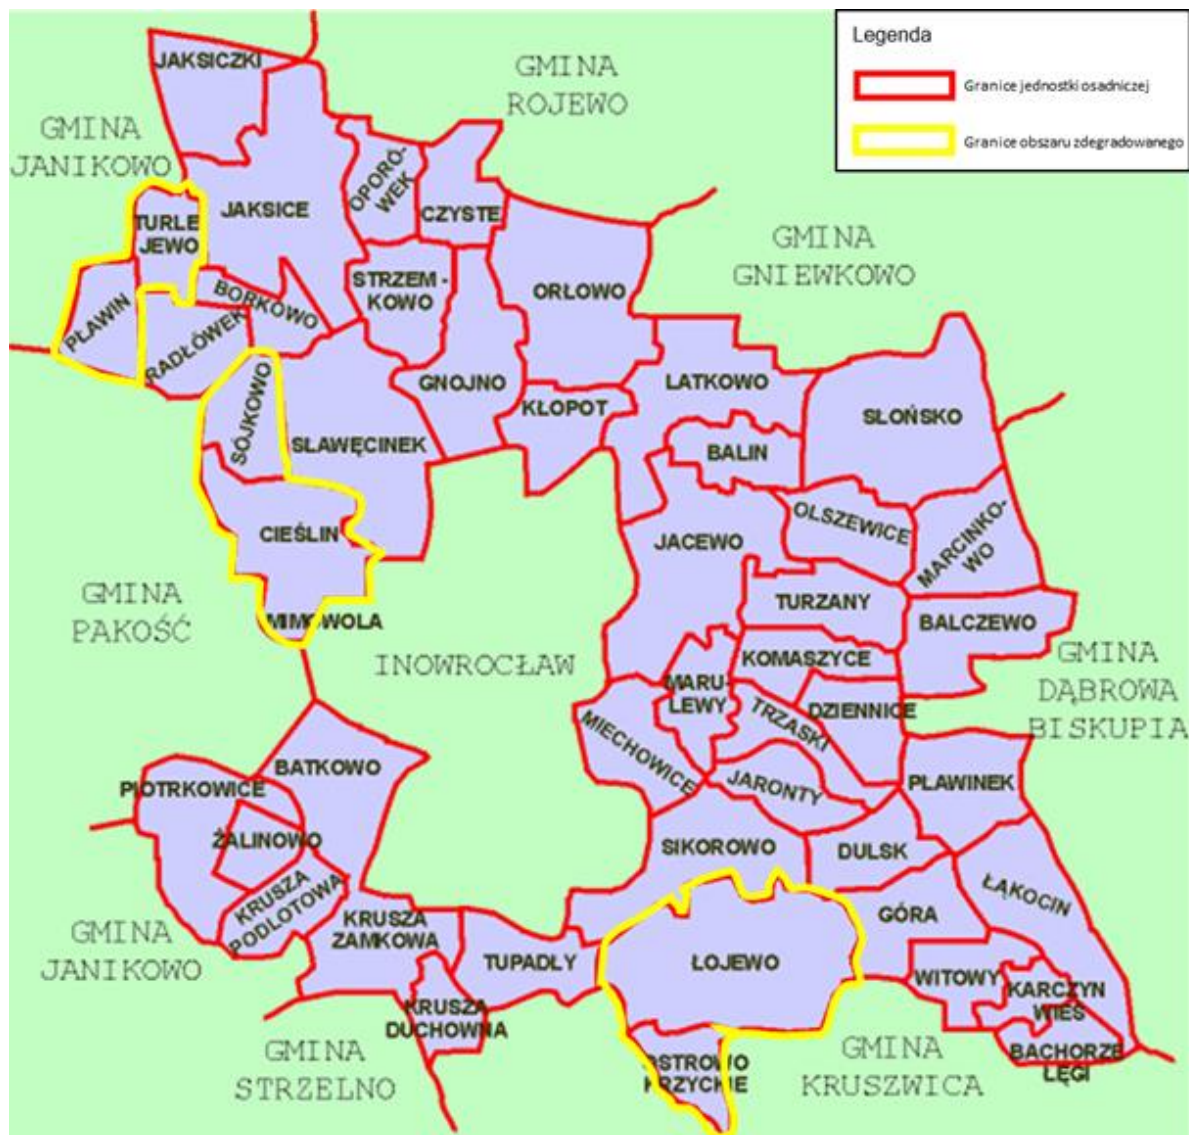 Legenda
Granice jednostki osadniczej
Granice obszaru zdegradowanego
JAKSICZKI
GMINA
ROJEWO
GMINA
JANIKOWO
OPORÓ-
WEK
JAKSICE
CZYSTE
TURLE
JEWO
GMINA
GNIEWKOWO
STRZEM-
KOWO
ORŁOWO
BORKOWO
PŁAWIN
RADŁÓWEK
GNOJNO
LATKOWO
KŁOPOT
SŁOŃSKO
SÓJKOWO
SŁAWĘCINEK
BALIN
OLSZEWICE
MARCINKO-
WO
CIEŚLIN
JACEWO
GMINA
PAKOŚĆ
MIMOWOLA
TURZANY
BALCZEWO
INOWROCŁAW
KOMASZYCE
GMINA
DĄBROWA
BISKUPIA
MARU-
LEWY
TRZASKI
DZIENNICE
MIECHOWICE
BATKOWO
PIOTRKOWICE
JARONTY
PŁAWINEK
ŻALINOWO
SIKOROWO
DULSK
KRUSZA
PODLOTOWA
ŁĄKOCIN
KRUSZA
ZAMKOWA
GÓRA
GMINA
JANIKOWO
TUPADŁY
ŁOJEWO
WITOWY
KARCZYN
WIEŚ
KRUSZA
DUCHOWNA
GMINA
STRZELNO
OSTROWO
KRZYCKIE
GMINA
KRUSZWICA
BACHORZE
ŁĘGI